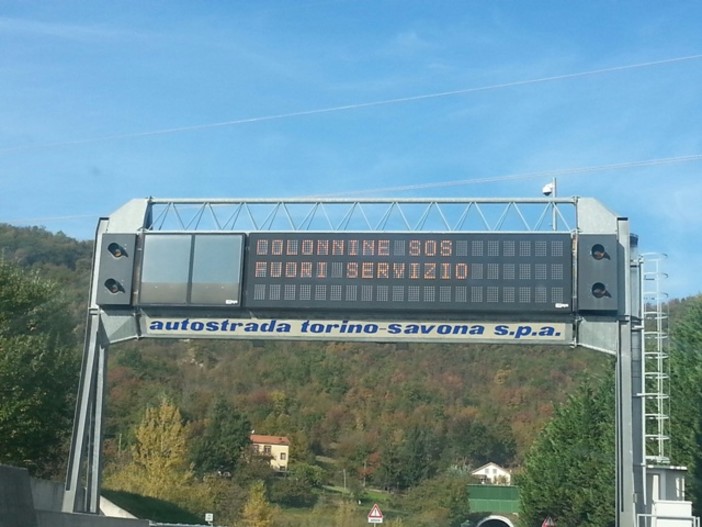 COLONNINE SOS
FUORI SERVIZIO
autostrada torino-savona s.p.a.